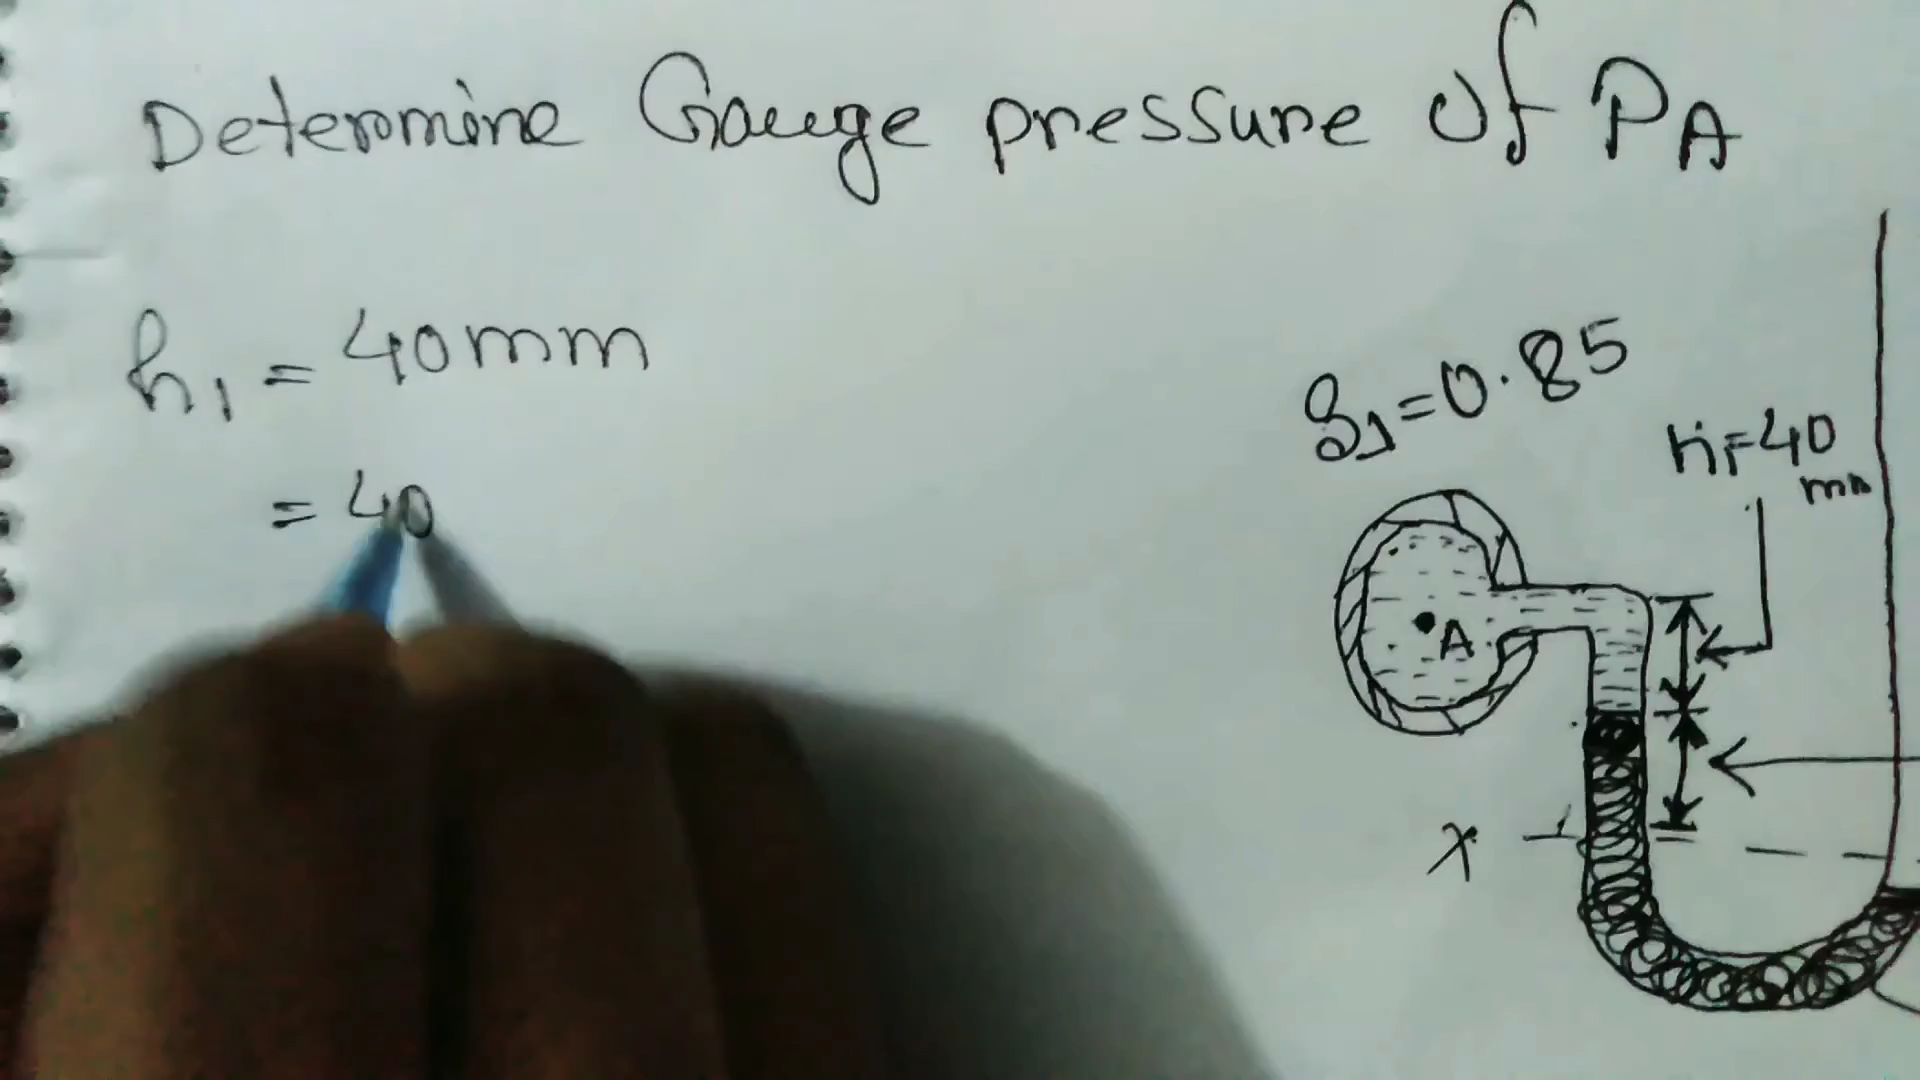 Determine Gauge pressure of PA
h1 = 40mm
= 40
S1=0.85
h1=40
mm
A
X